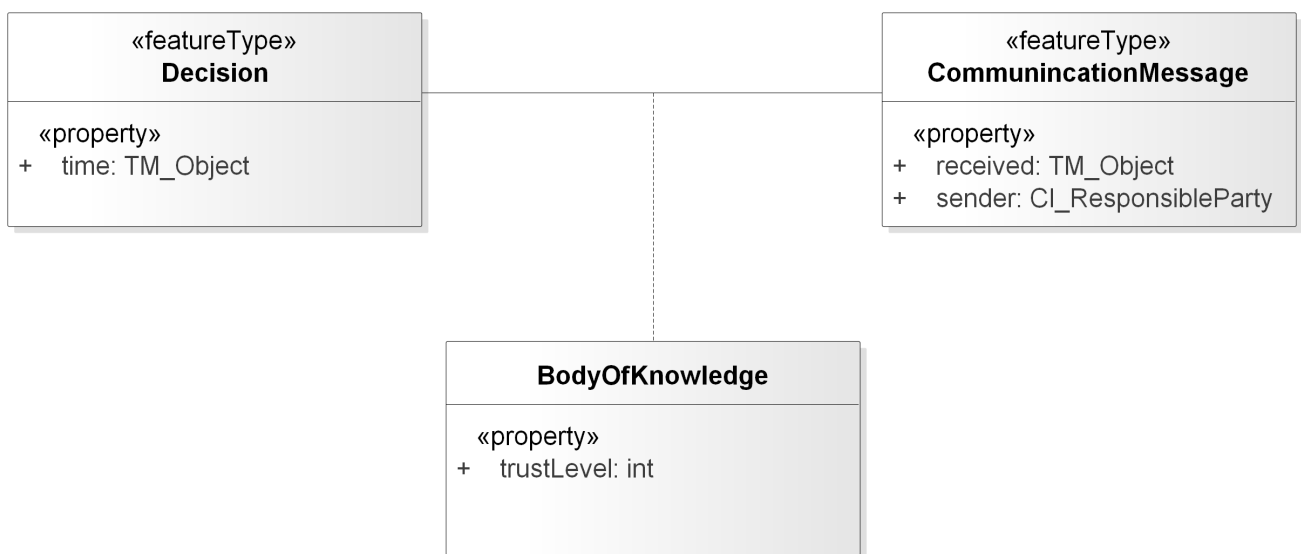 «featureType»
Decision
«property»
+ time: TM_Object
«featureType»
CommunincationMessage
«property»
+ received: TM_Object
+ sender: CI_ResponsibleParty
BodyOfKnowledge
«property»
+ trustLevel: int